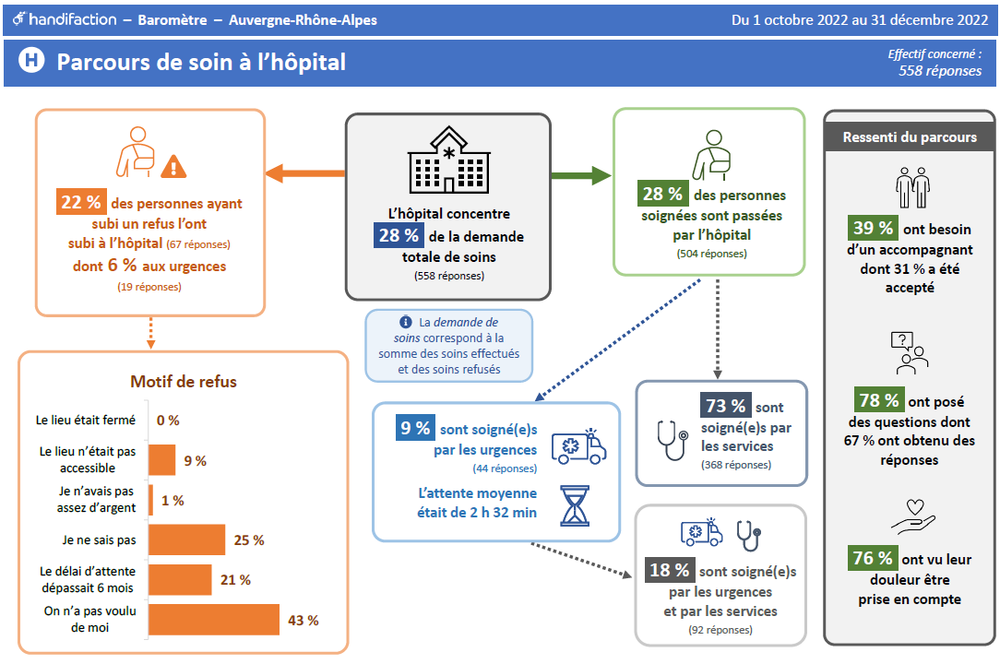 handifaction – Baromètre – Auvergne-Rhône-Alpes
Du 1 octobre 2022 au 31 décembre 2022
H Parcours de soin à l'hôpital
Effectif concerné :
558 réponses
22 % des personnes ayant
subi un refus l'ont
subi à l'hôpital (67 réponses)
dont 6 % aux urgences
(19 réponses)
L'hôpital concentre
28 % de la demande
totale de soins
(558 réponses)
28 % des personnes
soignées sont passées
par l'hôpital
(504 réponses)
La demande de
soins correspond à la
somme des soins effectués
et des soins refusés
Motif de refus
Le lieu était fermé
0 %
Le lieu n'était pas
accessible
9 %
Je n'avais pas
assez d'argent
1 %
Je ne sais pas
25 %
Le délai d'attente
dépassait 6 mois
21 %
On n'a pas voulu
de moi
43 %
9 % sont soigné(e)s
par les urgences
(44 réponses)
L'attente moyenne
était de 2 h 32 min
73 % sont
soigné(e)s par
les services
(368 réponses)
18 % sont soigné(e)s
par les urgences
et par les services
(92 réponses)
Ressenti du parcours
39 % ont besoin
d'un accompagnant
dont 31 % a été
accepté
?
78 % ont posé
des questions dont
67 % ont obtenu des
réponses
76 % ont vu leur
douleur être
prise en compte